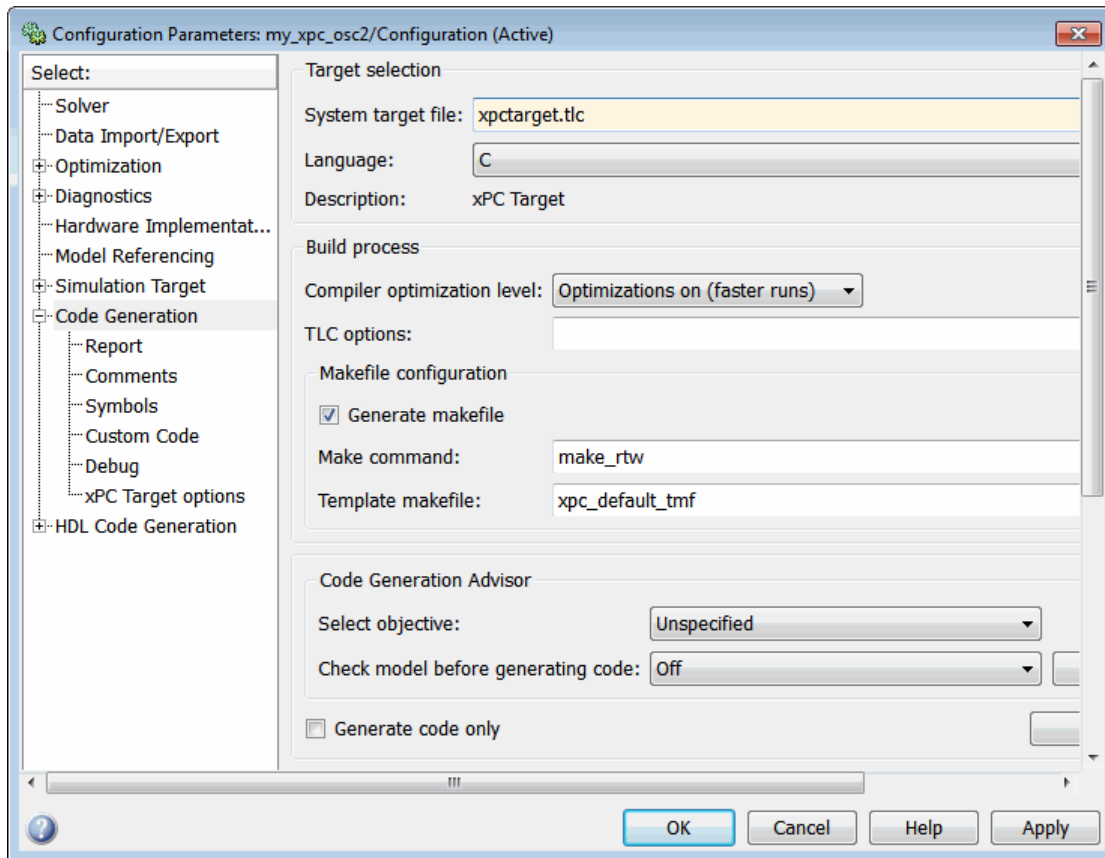 Configuration Parameters: my_xpc_osc2/Configuration (Active)
Select:
Solver
Data Import/Export
Optimization
Diagnostics
Hardware Implementat...
Model Referencing
Simulation Target
Code Generation
Report
Comments
Symbols
Custom Code
Debug
xPC Target options
HDL Code Generation
Target selection
System target file: xpctarget.tlc
Language: C
Description: xPC Target
Build process
Compiler optimization level: Optimizations on (faster runs)
TLC options:
Makefile configuration
Generate makefile
Make command: make_rtw
Template makefile: xpc_default_tmf
Code Generation Advisor
Select objective: Unspecified
Check model before generating code: Off
Generate code only
OK Cancel Help Apply